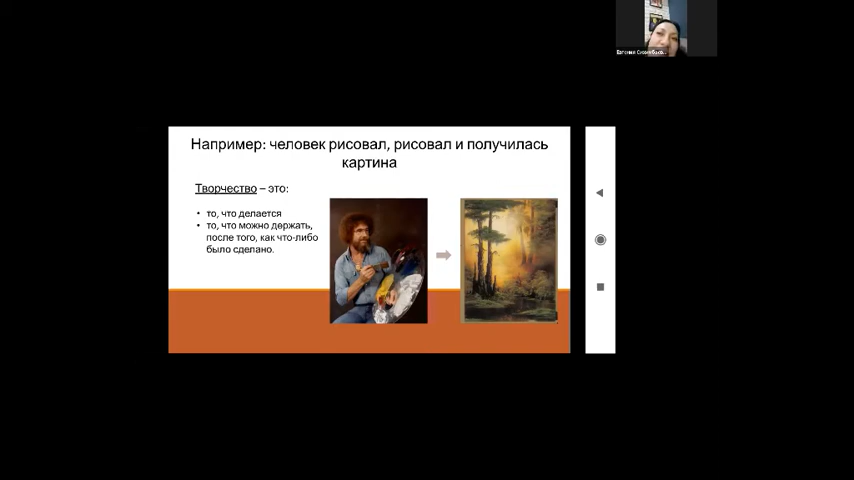 Например: человек рисовал, рисовал и получилась
картина
Творчество – это:
• то, что делается
• то, что можно держать,
после того, как что-либо
было сделано.